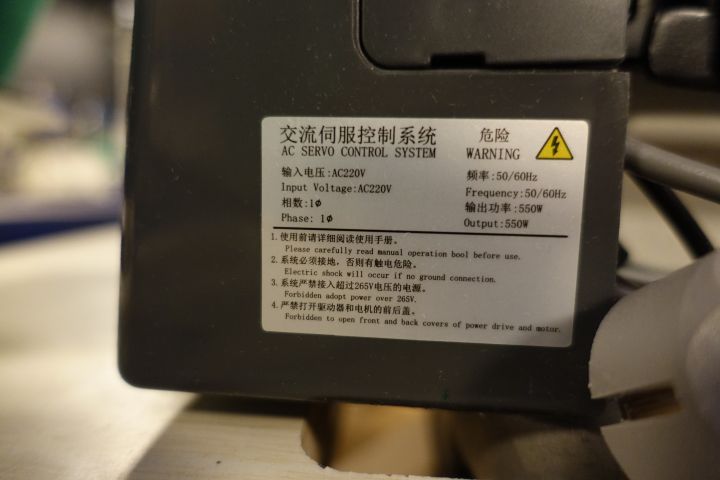 交流伺服控制系统
AC SERVO CONTROL SYSTEM
危险
WARNING
输入电压:AC220V
Input Voltage:AC220V
相数:1Φ
Phase: 1Φ
频率:50/60Hz
Frequency:50/60Hz
输出功率:550W
Output:550W
1.使用前请详细阅读使用手册。
Please carefully read manual operation bool before use.
2.系统必须接地，否则有触电危险。
Electric shock will occur if no ground connection.
3.系统严禁接入超过265V电压的电源。
Forbidden adopt power over 265V.
4.严禁打开驱动器和电机的前后盖。
Forbidden to open front and back covers of power drive and motor.